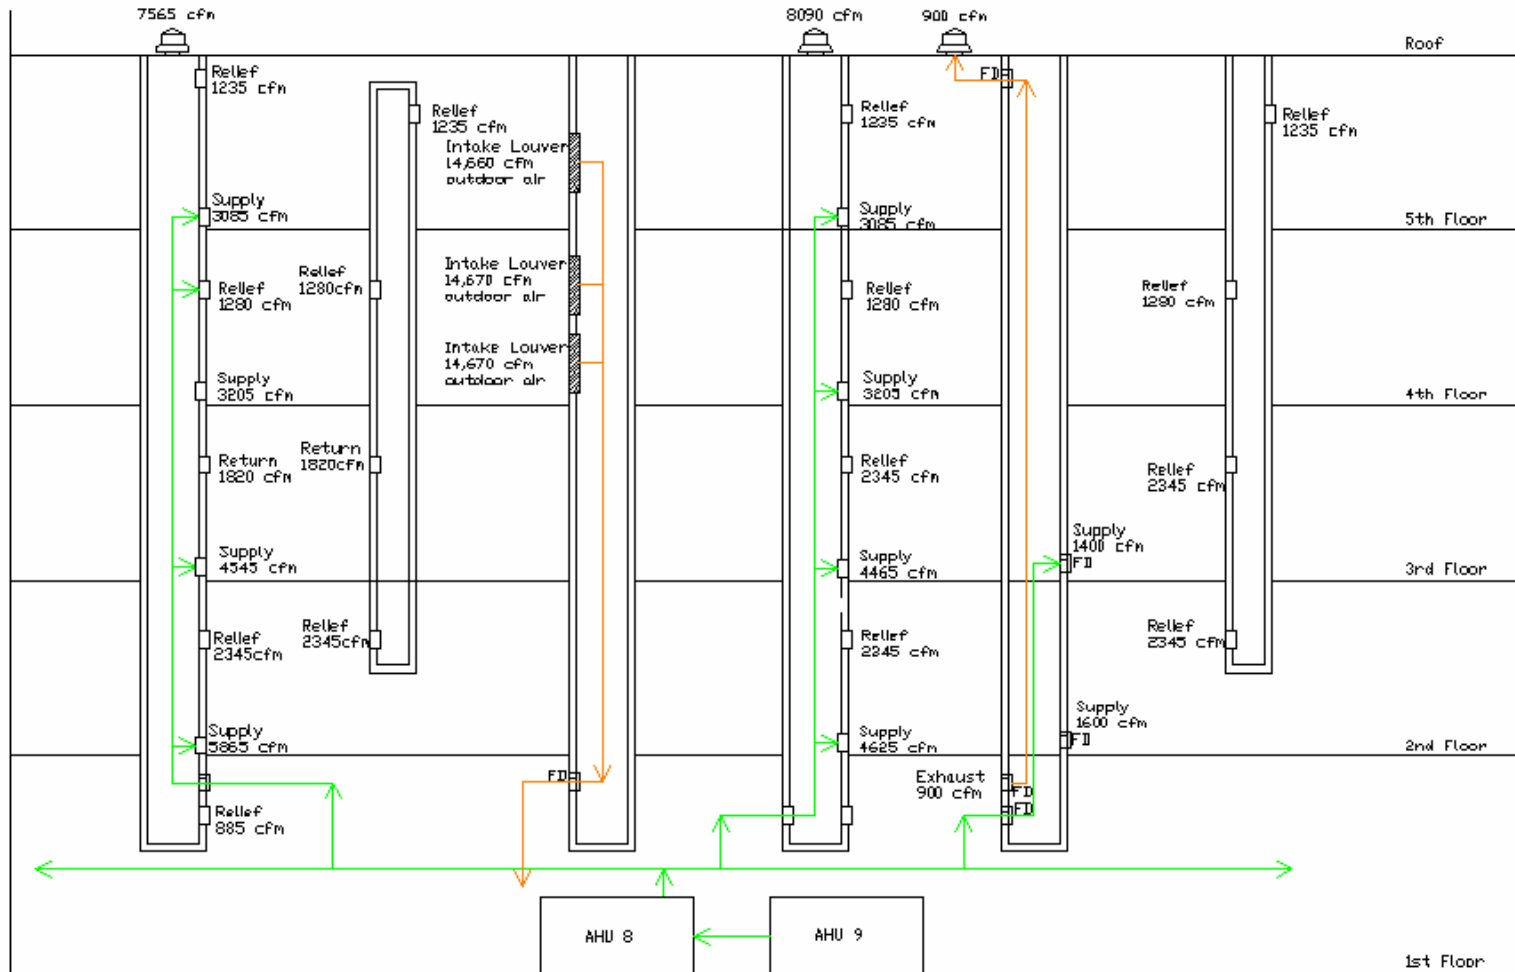 7565 cfm
8090 cfm
900 cfm
Roof
Relief
1235 cfm
FD
Relief
1235 cfm
Relief
1235 cfm
Relief
1235 cfm
Intake Louver
14,660 cfm
outdoor air
Supply
3085 cfm
Supply
3085 cfm
5th Floor
Intake Louver
14,670 cfm
outdoor air
Relief
1280cfm
Relief
1280 cfm
Relief
1280 cfm
Relief
1280 cfm
Intake Louver
14,670 cfm
outdoor air
Supply
3205 cfm
Supply
3205 cfm
4th Floor
Return
1820 cfm
Return
1820cfm
Relief
2345 cfm
Relief
2345 cfm
Supply
1400 cfm
FD
Supply
4545 cfm
Supply
4465 cfm
3rd Floor
Relief
2345cfm
Relief
2345cfm
Relief
2345 cfm
Relief
2345 cfm
Supply
1600 cfm
FD
Supply
5865 cfm
Supply
4625 cfm
2nd Floor
FD
Exhaust
900 cfm
FD
FD
Relief
885 cfm
AHU 8
AHU 9
1st Floor